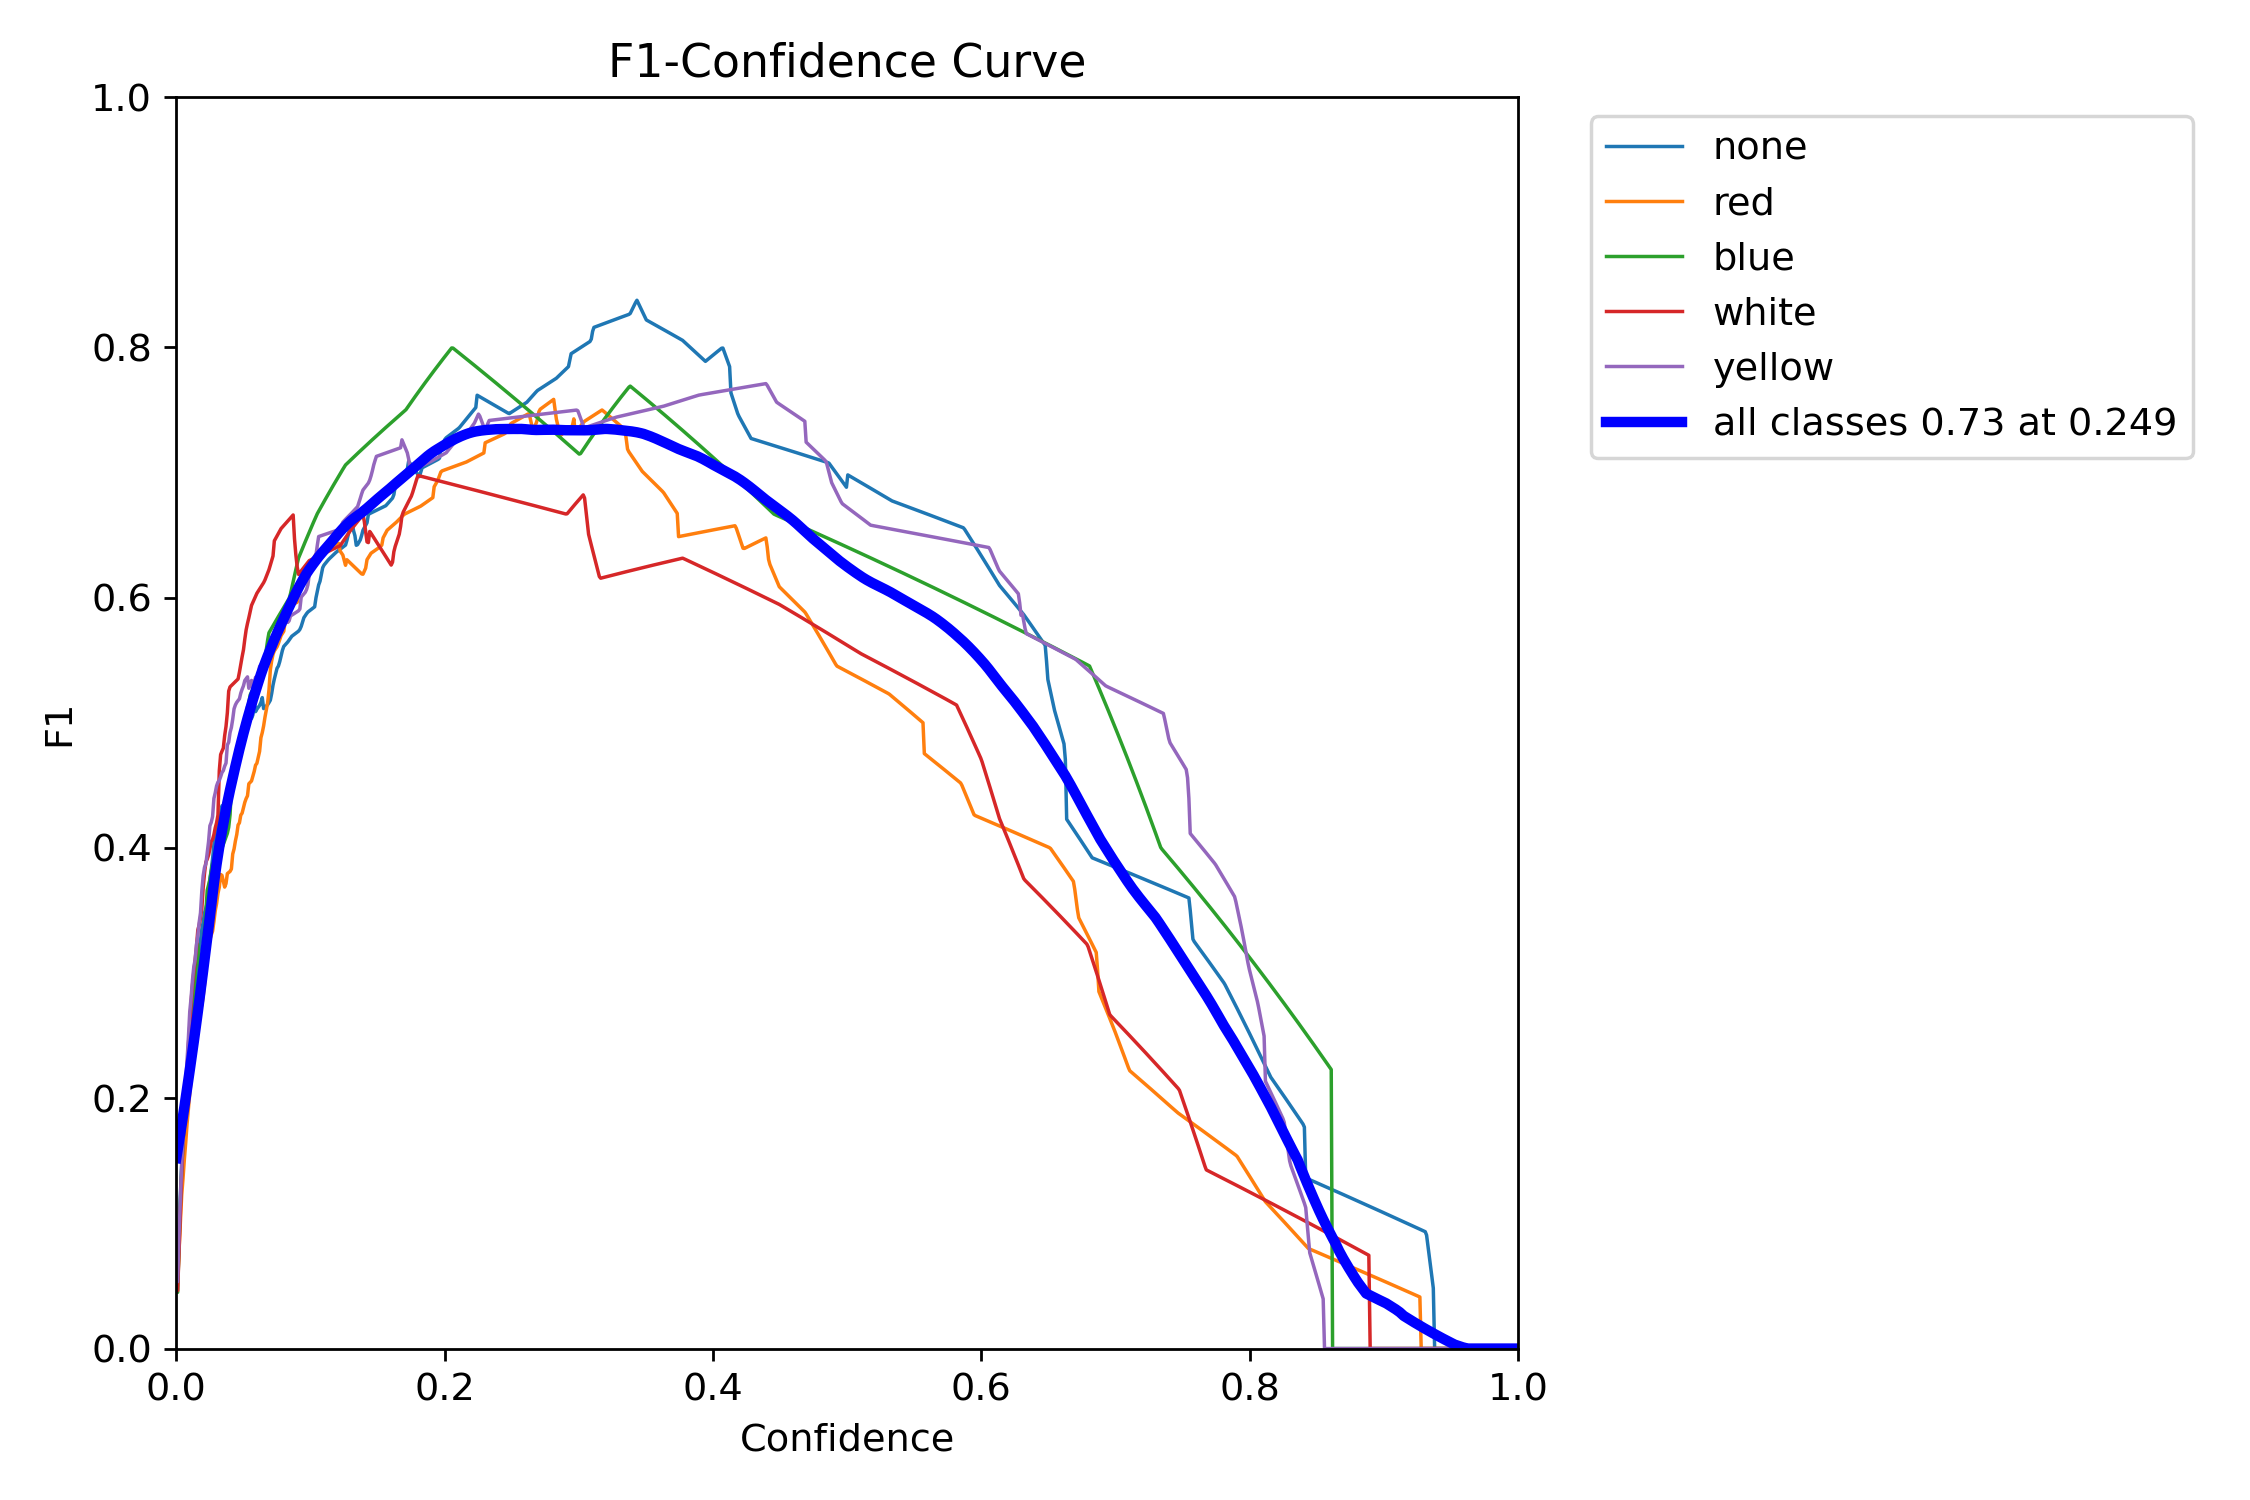 F1-Confidence Curve
1.0
0.8
0.6
0.4
0.2
0.0
F1
0.0 0.2 0.4 0.6 0.8 1.0
Confidence
none
red
blue
white
yellow
all classes 0.73 at 0.249